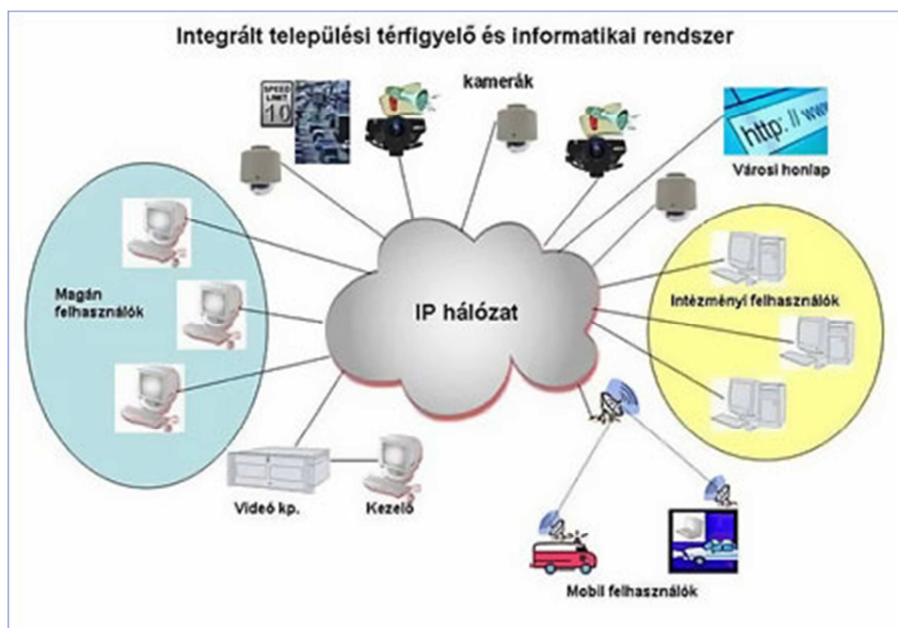 Integrált települési térfigyelő és informatikai rendszer
kamerák
SPEED
LIMIT
10
http: // www
Városi honlap
Magán
felhasználók
IP hálózat
Intézményi felhasználók
Videó kp.
Kezelő
Mobil felhasználók